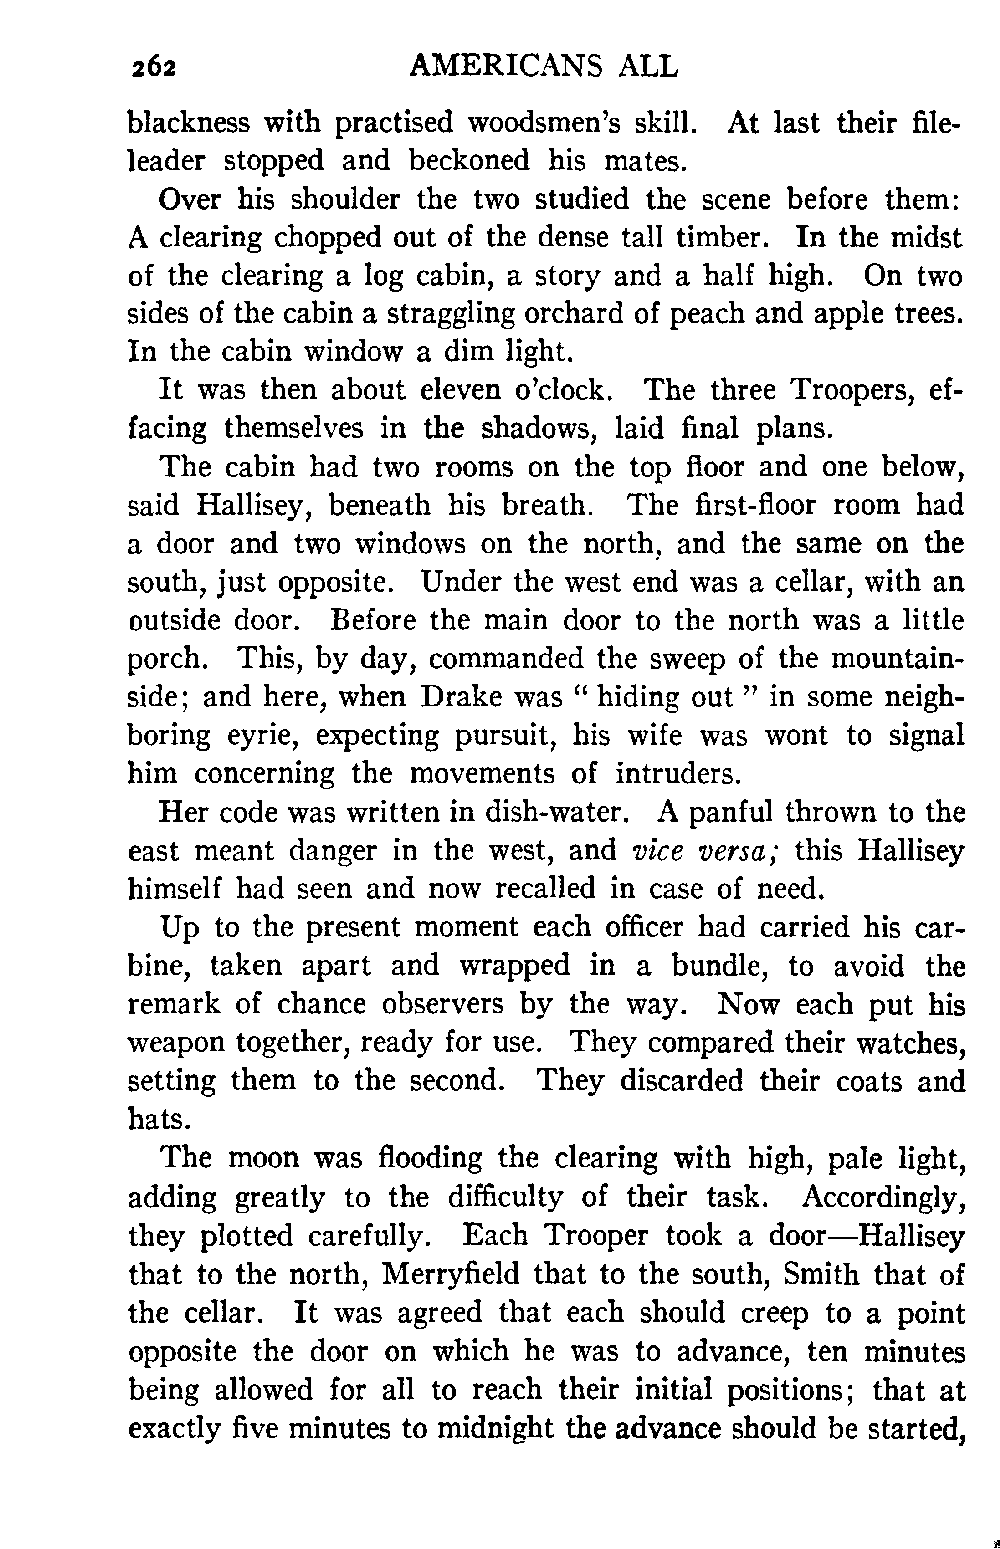 262 AMERICANS ALL
blackness with practised woodsmen's skill. At last their file-
leader stopped and beckoned his mates.
Over his shoulder the two studied the scene before them:
A clearing chopped out of the dense tall timber. In the midst
of the clearing a log cabin, a story and a half high. On two
sides of the cabin a straggling orchard of peach and apple trees.
In the cabin window a dim light.
It was then about eleven o'clock. The three Troopers, ef-
facing themselves in the shadows, laid final plans.
The cabin had two rooms on the top floor and one below,
said Hallisey, beneath his breath. The first-floor room had
a door and two windows on the north, and the same on the
south, just opposite. Under the west end was a cellar, with an
outside door. Before the main door to the north was a little
porch. This, by day, commanded the sweep of the mountain-
side; and here, when Drake was " hiding out " in some neigh-
boring eyrie, expecting pursuit, his wife was wont to signal
him concerning the movements of intruders.
Her code was written in dish-water. A panful thrown to the
east meant danger in the west, and vice versa; this Hallisey
himself had seen and now recalled in case of need.
Up to the present moment each officer had carried his car-
bine, taken apart and wrapped in a bundle, to avoid the
remark of chance observers by the way. Now each put his
weapon together, ready for use. They compared their watches,
setting them to the second. They discarded their coats and
hats.
The moon was flooding the clearing with high, pale light,
adding greatly to the difficulty of their task. Accordingly,
they plotted carefully. Each Trooper took a door—Hallisey
that to the north, Merryfield that to the south, Smith that of
the cellar. It was agreed that each should creep to a point
opposite the door on which he was to advance, ten minutes
being allowed for all to reach their initial positions; that at
exactly five minutes to midnight the advance should be started,